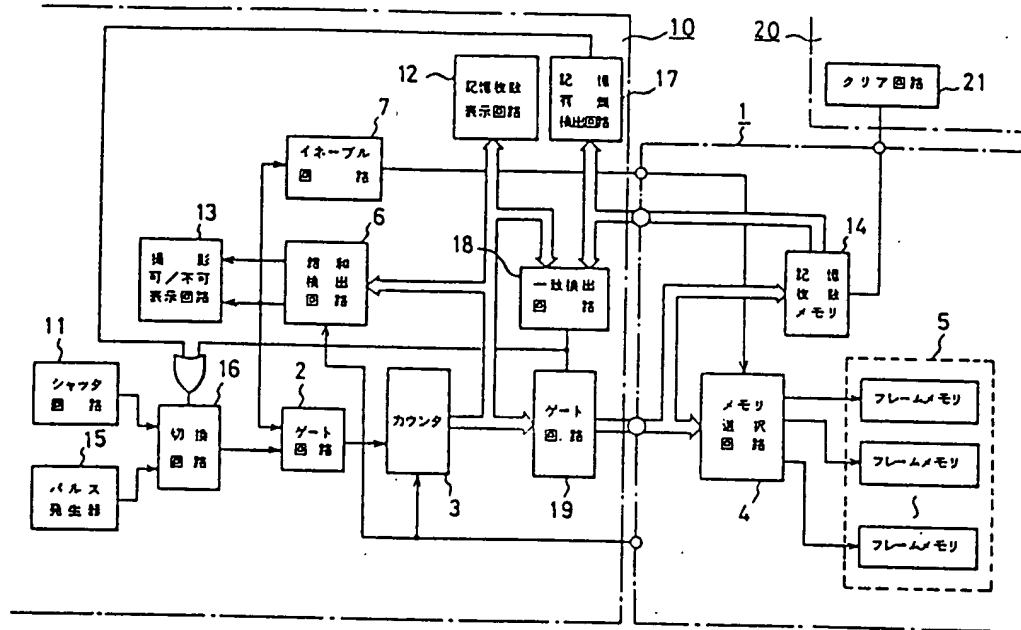 10
20
12
記憶枚数
表示回路
記憶
有無
検出回路
17
クリア回路
21
1
7
イネーブル
回路
6
13
撮影
可/不可
表示回路
飽和
検出
回路
18
一致検出
回路
14
記憶
枚数
メモリ
5
11
シャッタ
回路
16
切換
回路
2
ゲート
回路
カウンタ
3
ゲート
回路
19
メモリ
選択
回路
4
フレームメモリ
フレームメモリ
フレームメモリ
15
パルス
発生器